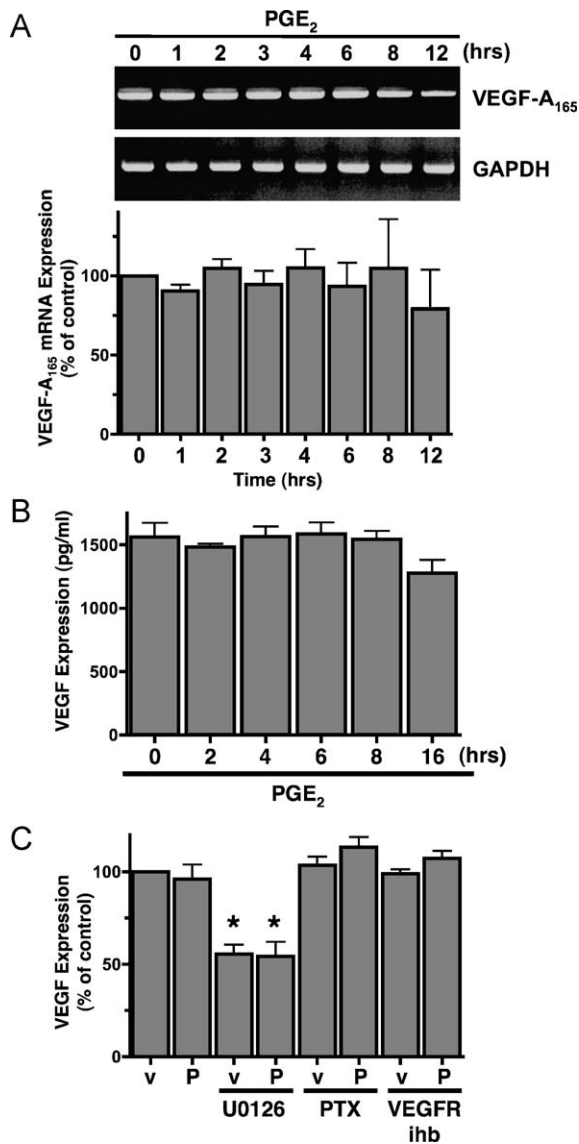 A
PGE2
0 1 2 3 4 6 8 12 (hrs)
VEGF-A165
GAPDH
VEGF-A165 mRNA Expression
(% of control)
100
50
0
0 1 2 3 4 6 8 12
Time (hrs)
B
VEGF Expression (pg/ml)
1500
1000
500
0
0 2 4 6 8 16 (hrs)
PGE2
C
VEGF Expression
(% of control)
100
50
0
* *
v P v P v P v P
U0126 PTX VEGFR
ihb